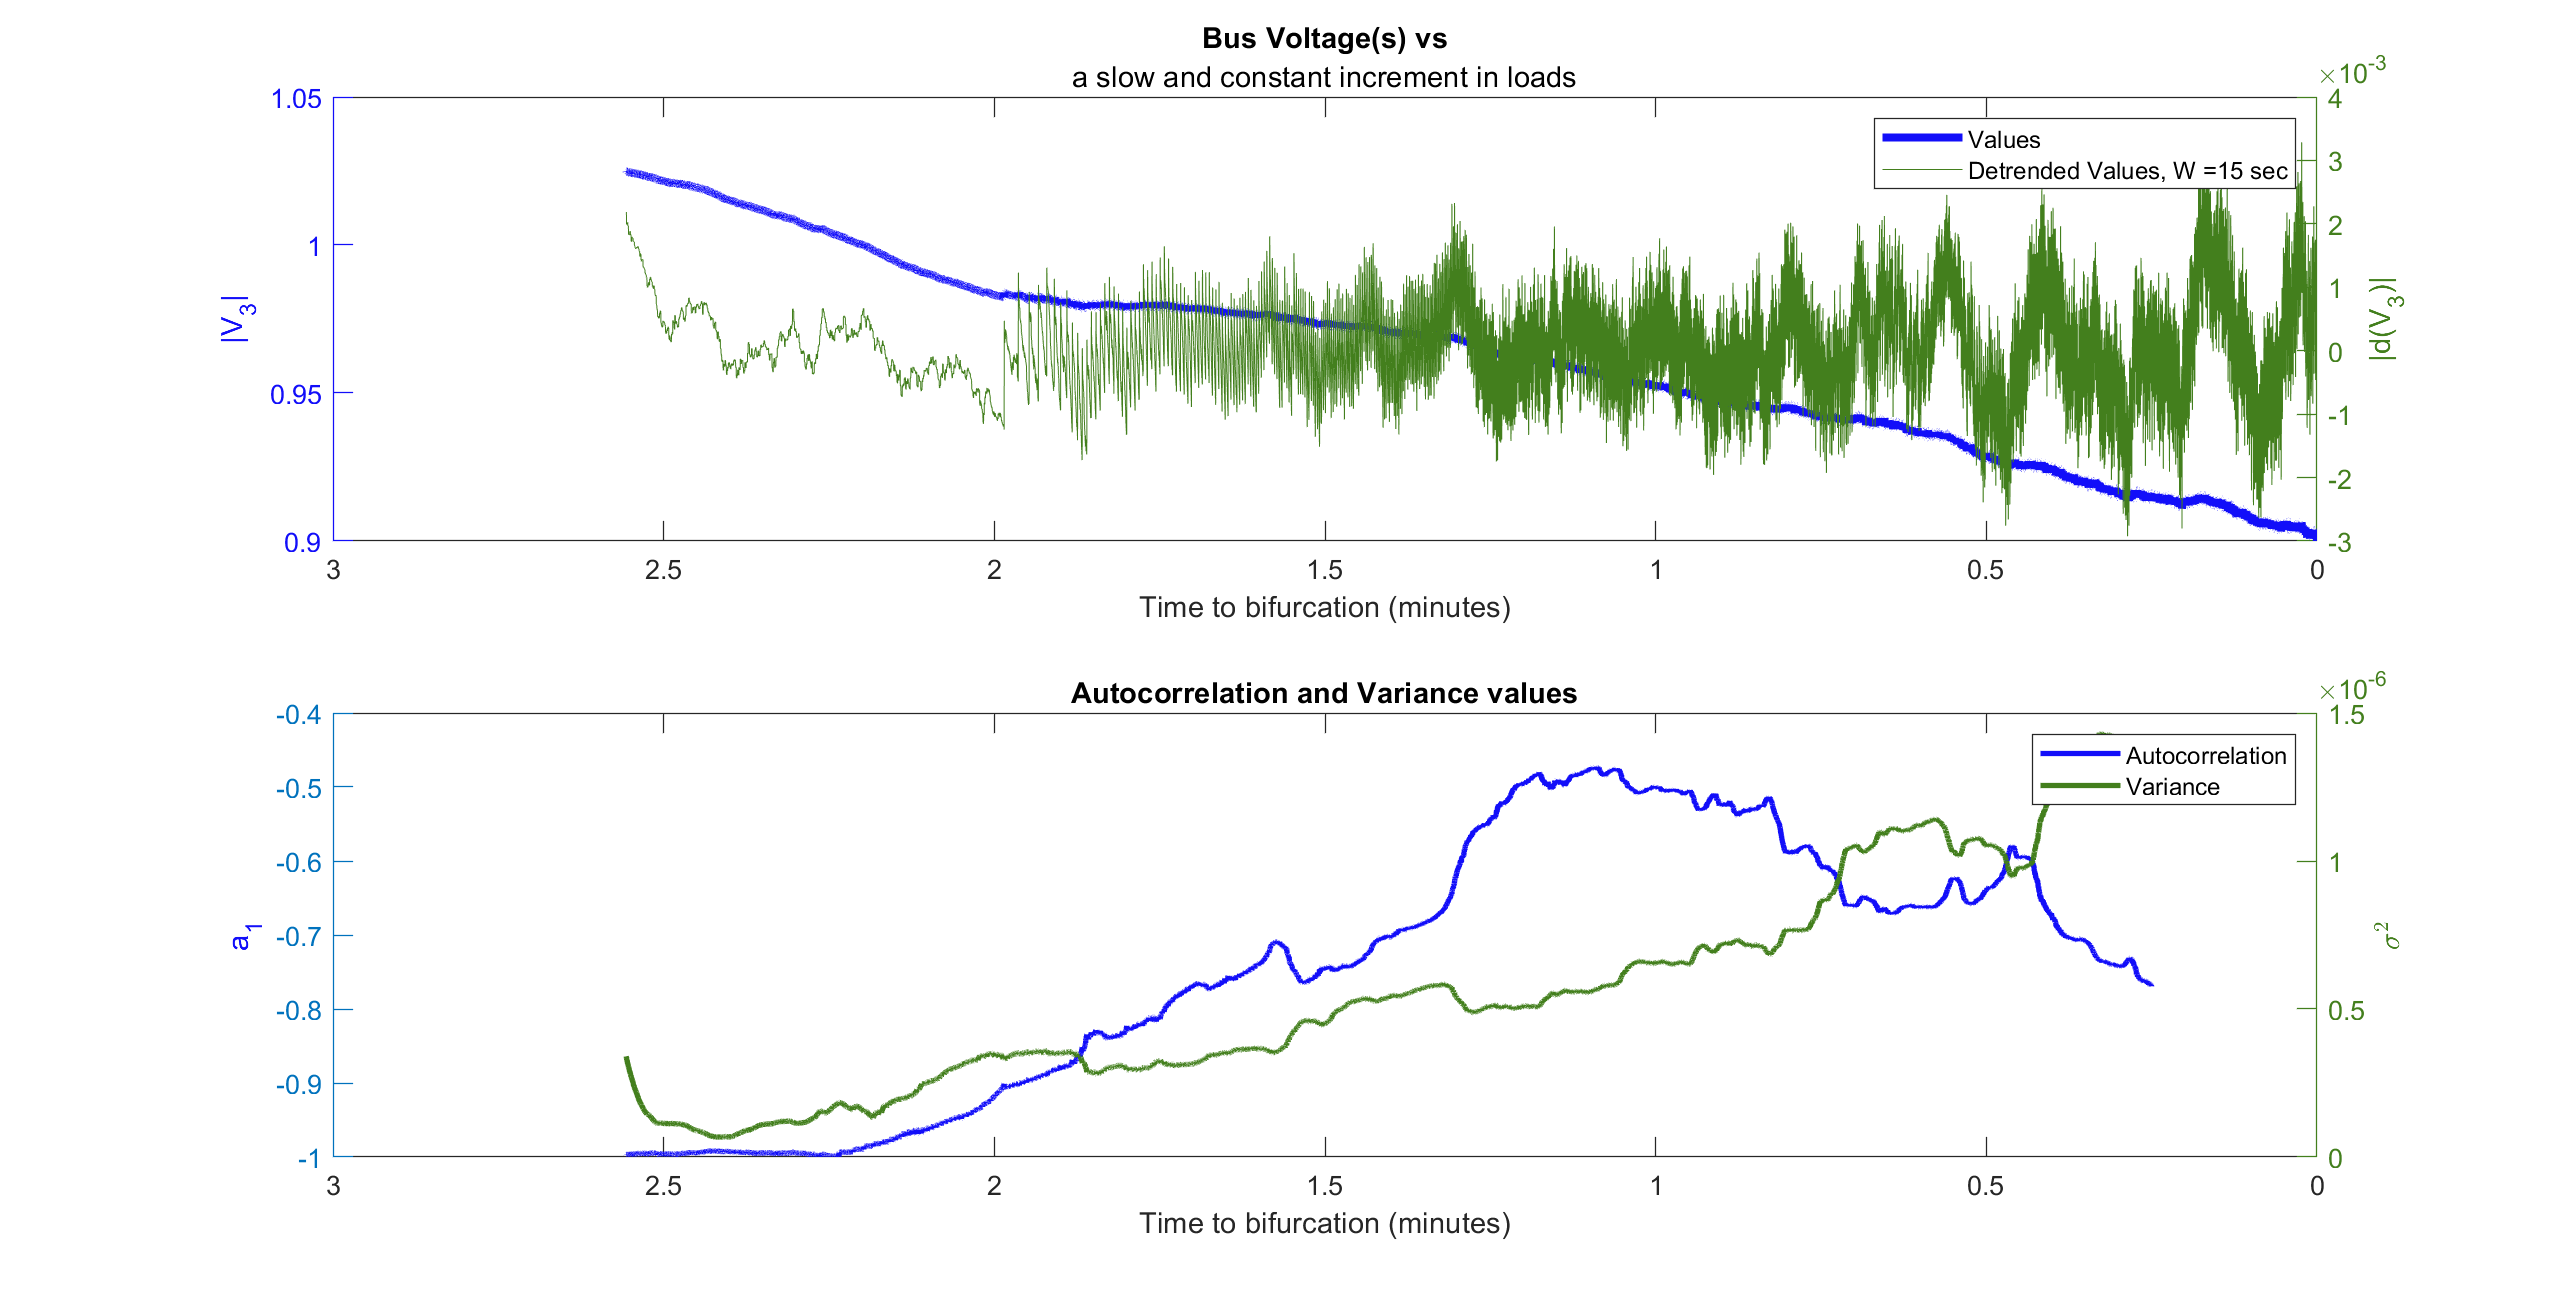 Bus Voltage(s) vs
a slow and constant increment in loads
×10-3
1.05
1
0.95
0.9
|V3|
4
3
2
1
0
-1
-2
-3
|d(V3)|
Values
Detrended Values, W =15 sec
3 2.5 2 1.5 1 0.5 0
Time to bifurcation (minutes)
Autocorrelation and Variance values
×10-6
-0.4
-0.5
-0.6
-0.7
-0.8
-0.9
-1
a1
1.5
1
0.5
0
σ2
Autocorrelation
Variance
3 2.5 2 1.5 1 0.5 0
Time to bifurcation (minutes)